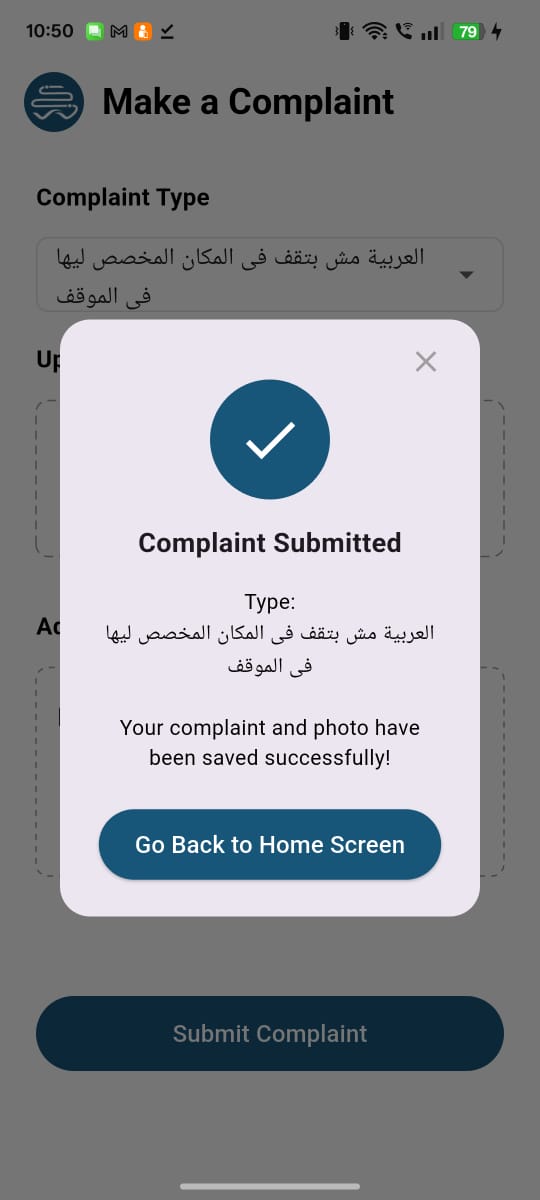 10:50
79
Make a Complaint
Complaint Type
العربية مش بتقف فى المكان المخصص ليها
فى الموقف
Up
Complaint Submitted
Ad
Type:
العربية مش بتقف فى المكان المخصص ليها
فى الموقف
Your complaint and photo have
been saved successfully!
Go Back to Home Screen
Submit Complaint